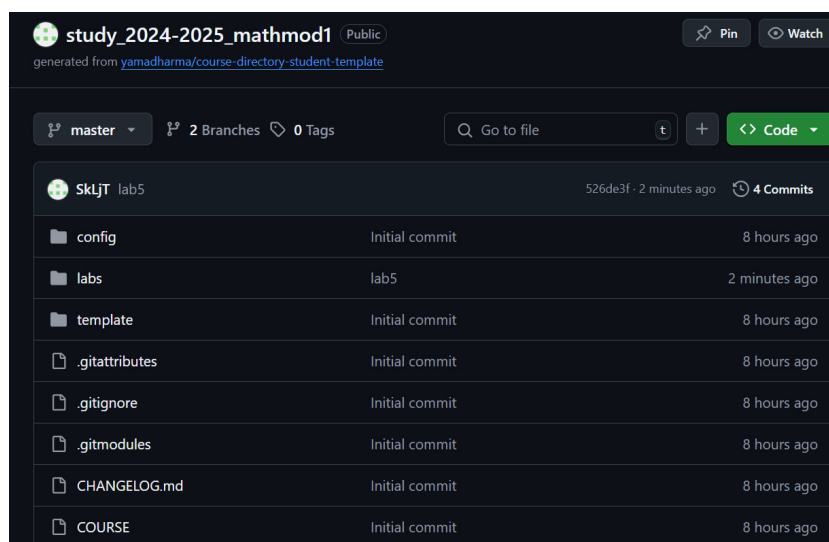 study_2024-2025_mathmod1 Public Pin Watch
generated from yamadharma/course-directory-student-template
master 2 Branches 0 Tags Go to file t + <> Code
SkLjT lab5 526de3f · 2 minutes ago 4 Commits
config Initial commit 8 hours ago
labs lab5 2 minutes ago
template Initial commit 8 hours ago
.gitattributes Initial commit 8 hours ago
.gitignore Initial commit 8 hours ago
.gitmodules Initial commit 8 hours ago
CHANGELOG.md Initial commit 8 hours ago
COURSE Initial commit 8 hours ago